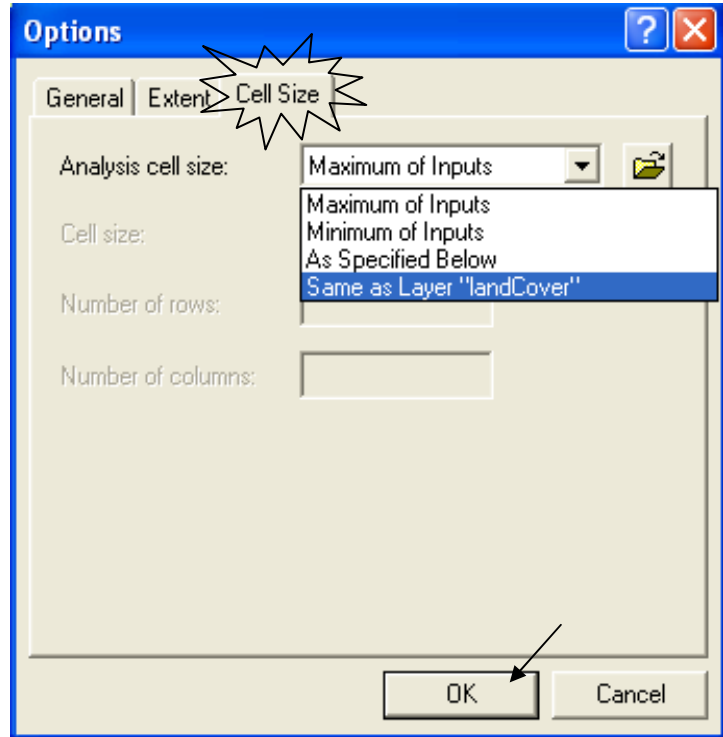 Options
General Extent Cell Size
Analysis cell size: Maximum of Inputs
Maximum of Inputs
Cell size: Minimum of Inputs
As Specified Below
Same as Layer "landCover"
Number of rows:
Number of columns:
OK Cancel